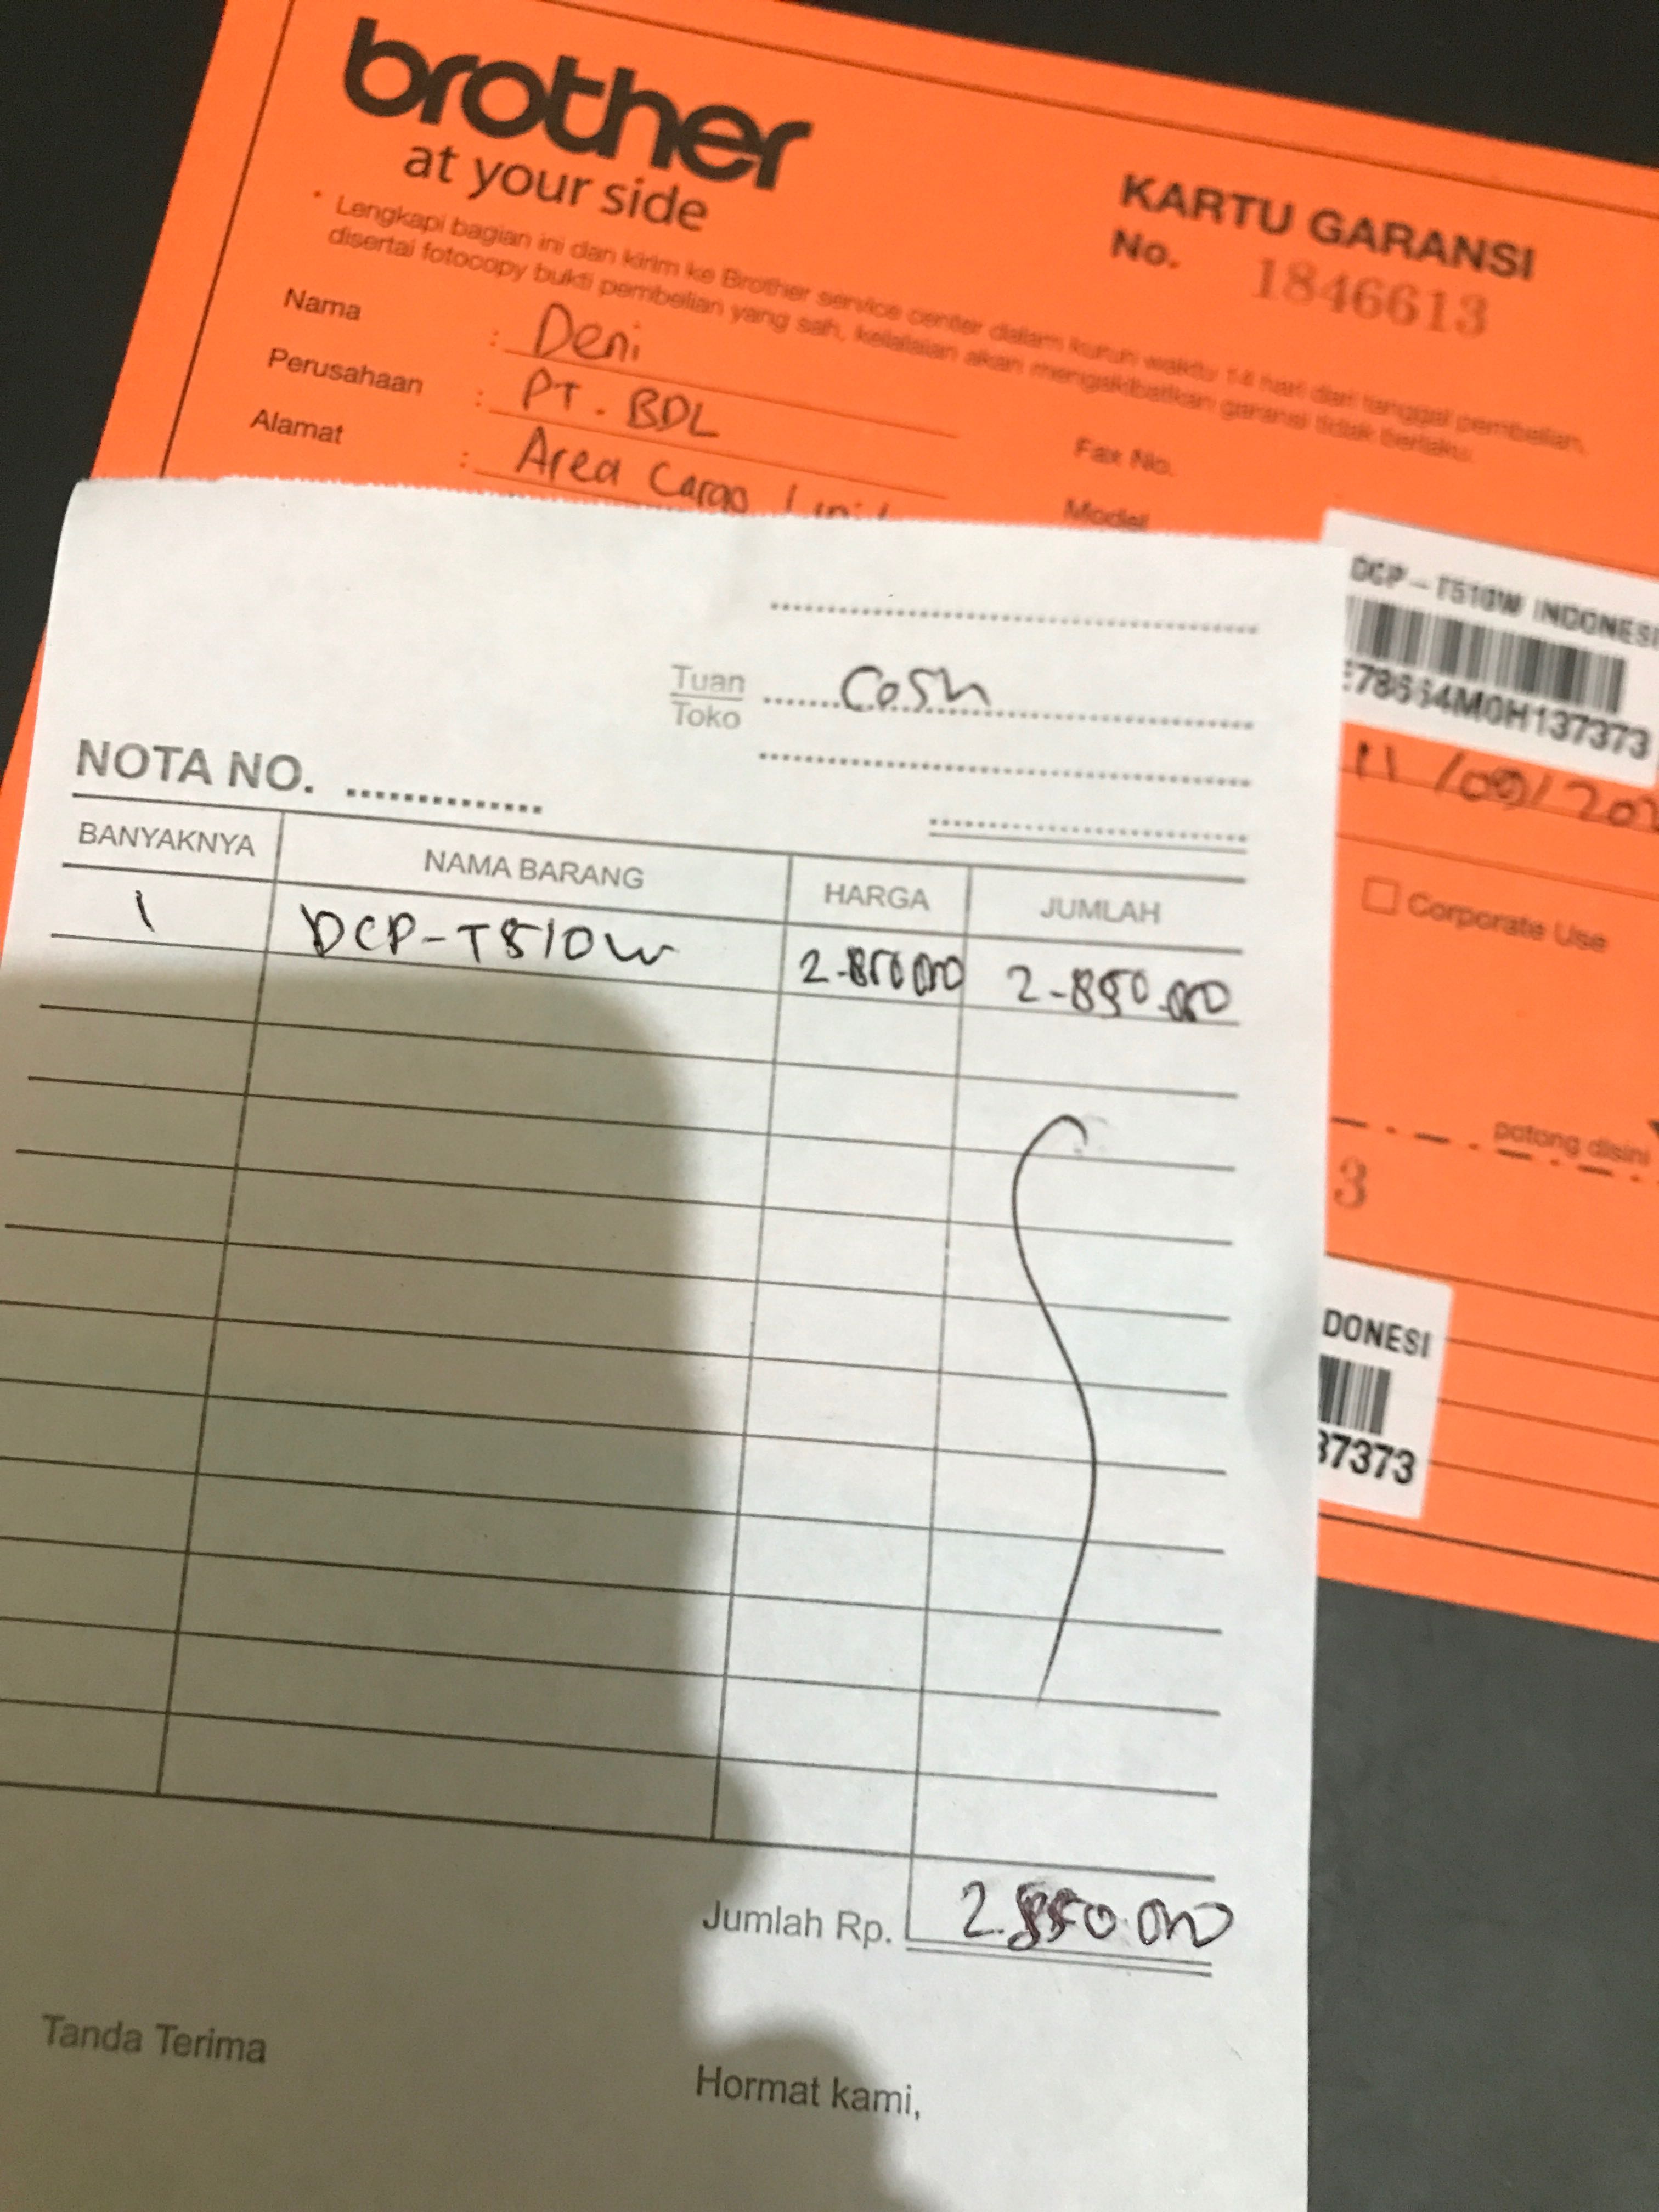 brother
at your side
KARTU GARANSI
No. 1846613
* Lengkapi bagian ini dan kirim ke Brother service center dalam kurun waktu 14 hari dari tanggal pembelian,
disertai fotocopy bukti pembelian yang sah, kelalaian akan mengakibatkan garansi tidak berlaku.
Nama : Deni
Perusahaan : PT. BDL
Alamat : Area Cargo
Fax No.
Model
DCP-T510W INDONESI
M0H137373
11/09/202
Corporate Use
potong disini
3
DONESI
37373
Tuan Cash
Toko
NOTA NO.
BANYAKNYA NAMA BARANG HARGA JUMLAH
1 DCP-T510W 2.850.000 2-850.000
Jumlah Rp. 2.850.000
Tanda Terima Hormat kami,